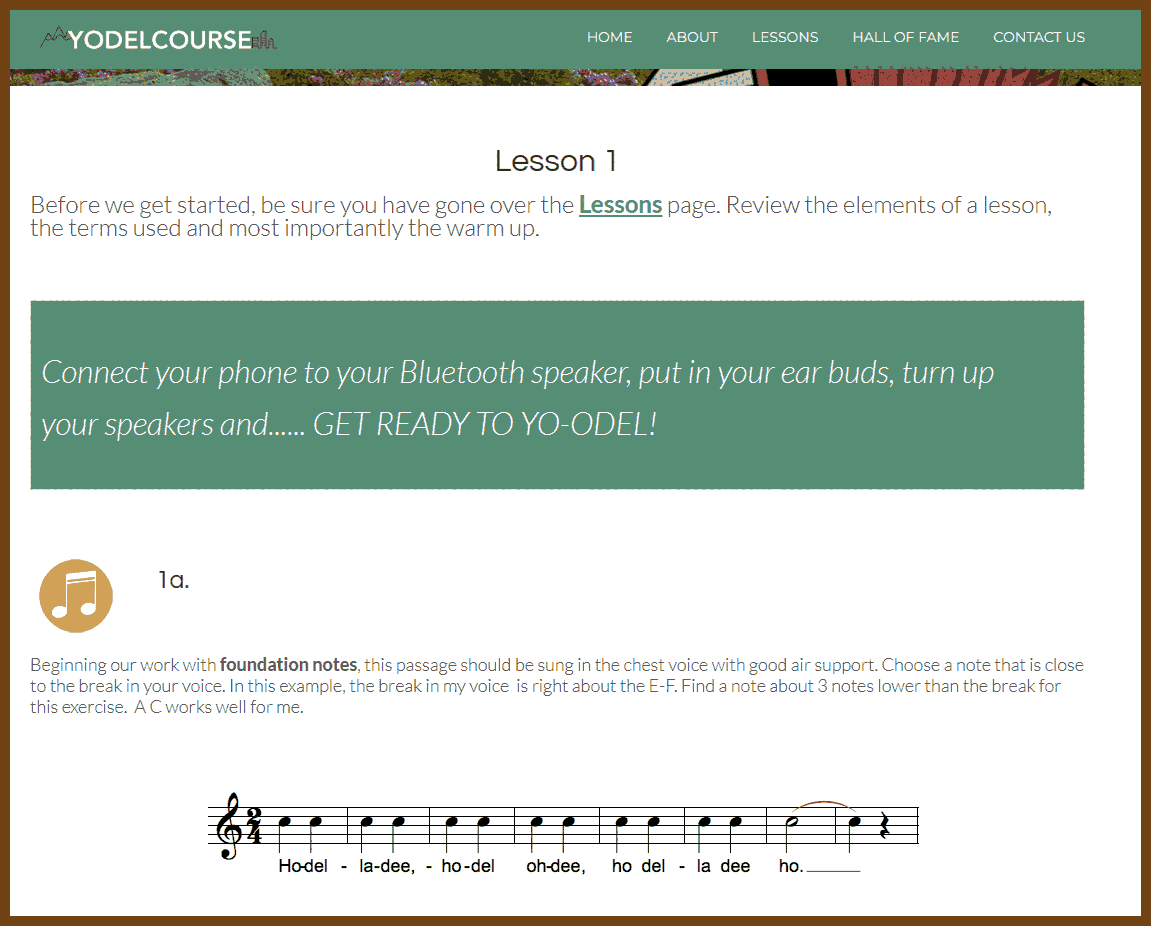 YODELCOURSE
HOME ABOUT LESSONS HALL OF FAME CONTACT US
Lesson 1
Before we get started, be sure you have gone over the Lessons page. Review the elements of a lesson,
the terms used and most importantly the warm up.
Connect your phone to your Bluetooth speaker, put in your ear buds, turn up
your speakers and...... GET READY TO YO-ODEL!
1a.
Beginning our work with foundation notes, this passage should be sung in the chest voice with good air support. Choose a note that is close
to the break in your voice. In this example, the break in my voice is right about the E-F. Find a note about 3 notes lower than the break for
this exercise. A C works well for me.
2
4
Ho-del - la-dee, - ho-del oh-dee, ho del - la dee ho.____